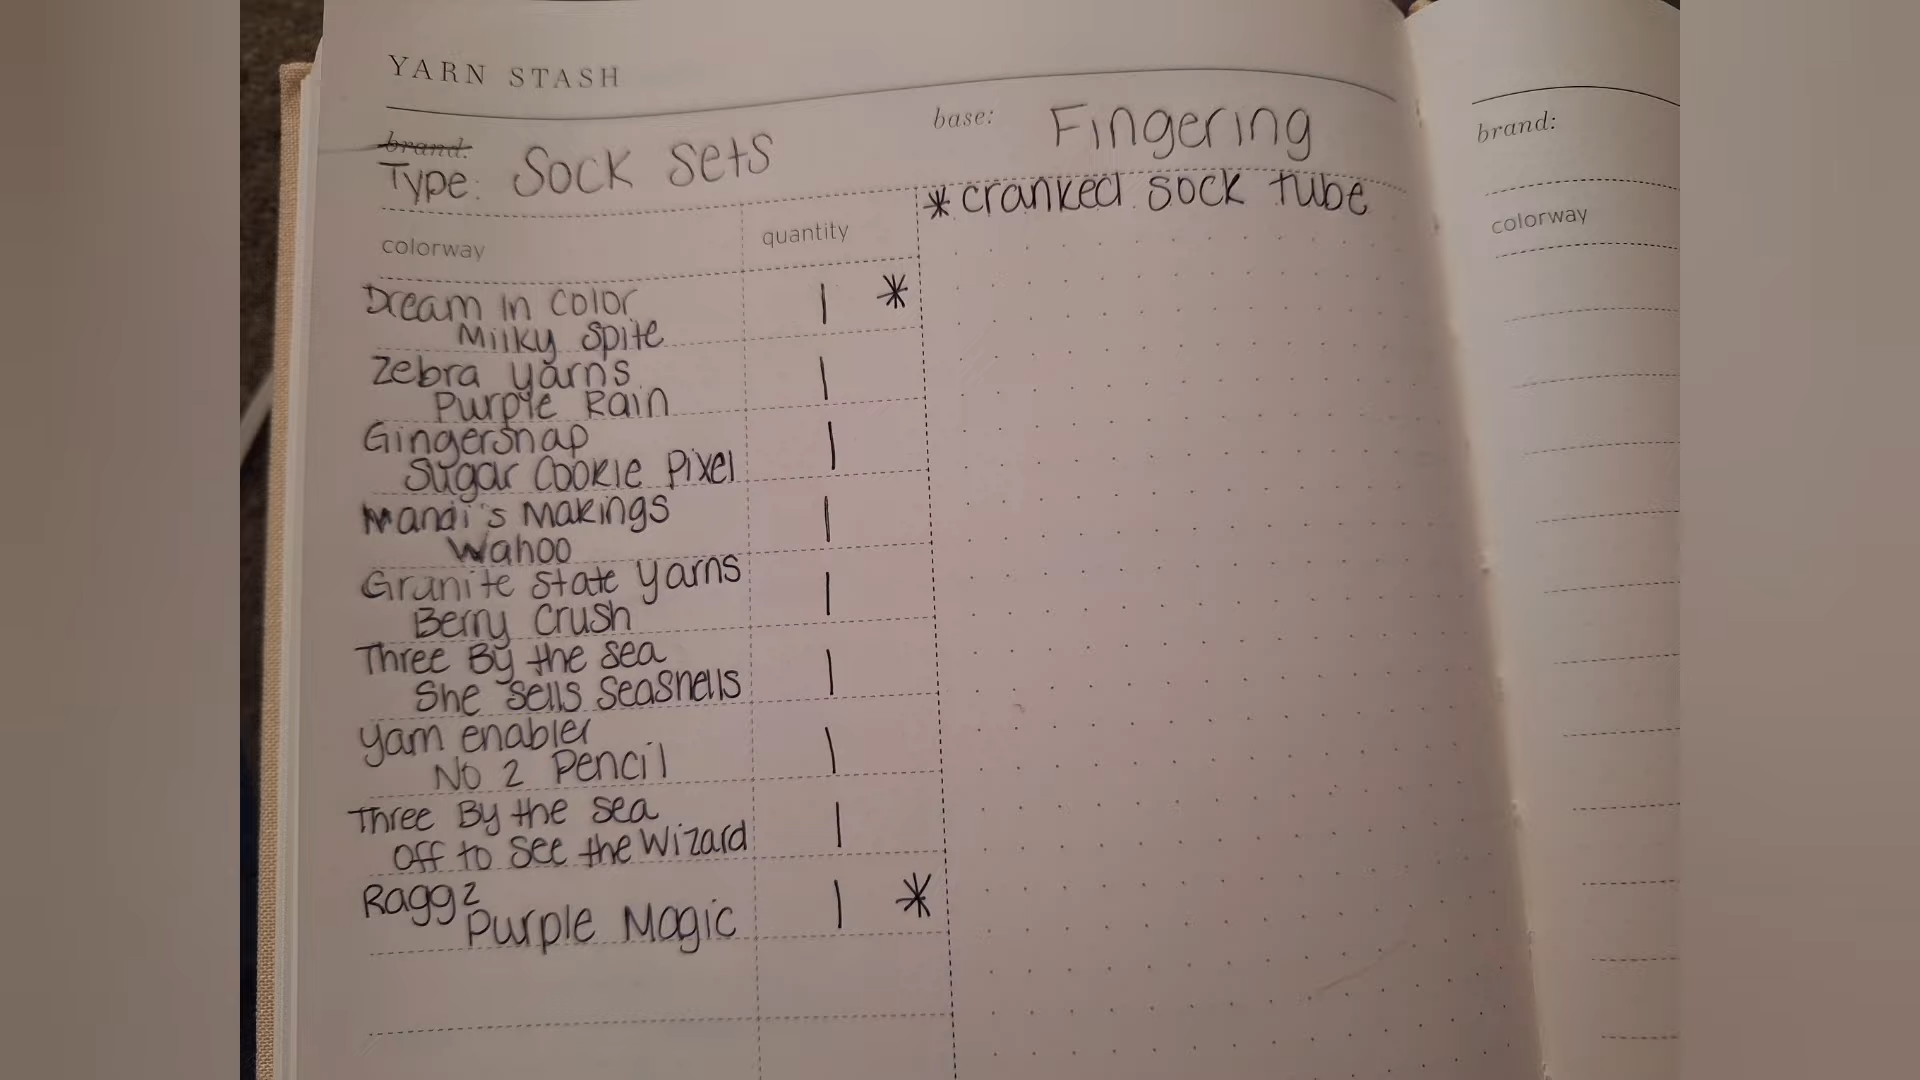 YARN STASH
brand:
Type: Sock Sets
base: Fingering
*cranked sock tube
colorway quantity
Dream In Color
Milky Spite 1 *
Zebra yarns
Purple Rain 1
Gingersnap
Sugar Cookie Pixel 1
Mandi's Makings
Wahoo 1
Granite State Yarns
Berry Crush 1
Three By the Sea
She Sells Seashells 1
Yarn enabler
No 2 Pencil 1
Three By the Sea
Off to See the Wizard 1
Raggz
Purple Magic 1 *
brand:
colorway